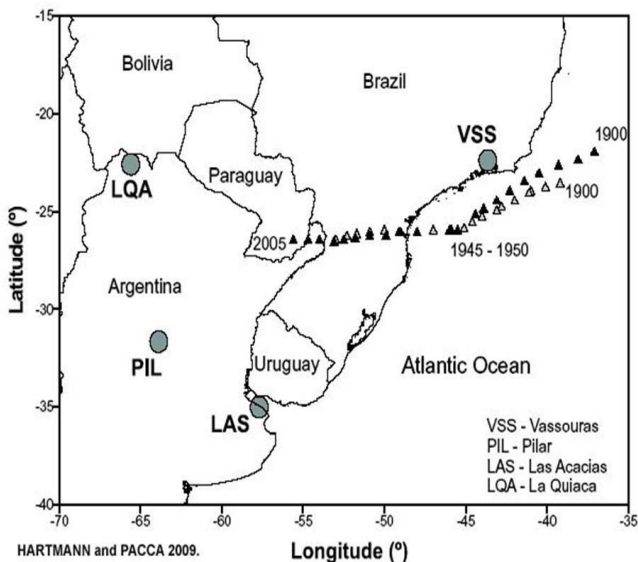 -15
-20
-25
-30
-35
-40
Latitude (º)
Bolivia
Brazil
VSS
1900
LQA
Paraguay
1900
2005
1945 - 1950
Argentina
PIL
Uruguay
Atlantic Ocean
LAS
VSS - Vassouras
PIL - Pilar
LAS - Las Acacias
LQA - La Quiaca
-70
-65
-60
-55
-50
-45
-40
-35
HARTMANN and PACCA 2009.
Longitude (º)